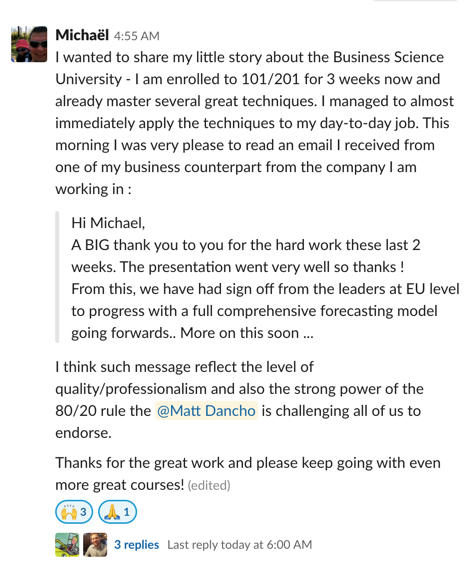 Michaël 4:55 AM
I wanted to share my little story about the Business Science
University - I am enrolled to 101/201 for 3 weeks now and
already master several great techniques. I managed to almost
immediately apply the techniques to my day-to-day job. This
morning I was very please to read an email I received from
one of my business counterpart from the company I am
working in :
Hi Michael,
A BIG thank you to you for the hard work these last 2
weeks. The presentation went very well so thanks !
From this, we have had sign off from the leaders at EU level
to progress with a full comprehensive forecasting model
going forwards.. More on this soon ...
I think such message reflect the level of
quality/professionalism and also the strong power of the
80/20 rule the @Matt Dancho is challenging all of us to
endorse.
Thanks for the great work and please keep going with even
more great courses! (edited)
🙌 3 🙏 1
3 replies Last reply today at 6:00 AM